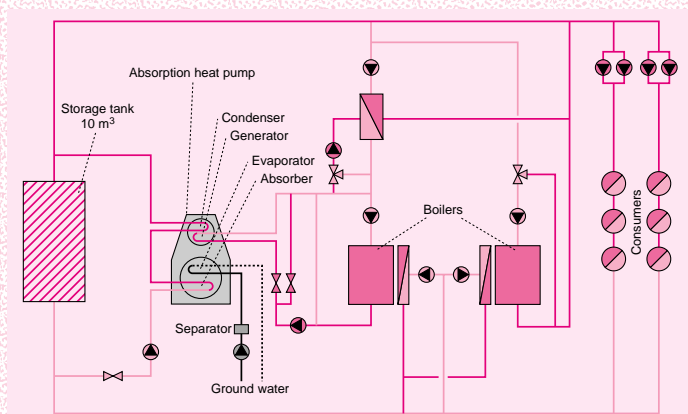 Absorption heat pump
Storage tank
10 m³
Condenser
Generator
Evaporator
Absorber
Boilers
Consumers
Separator
Ground water